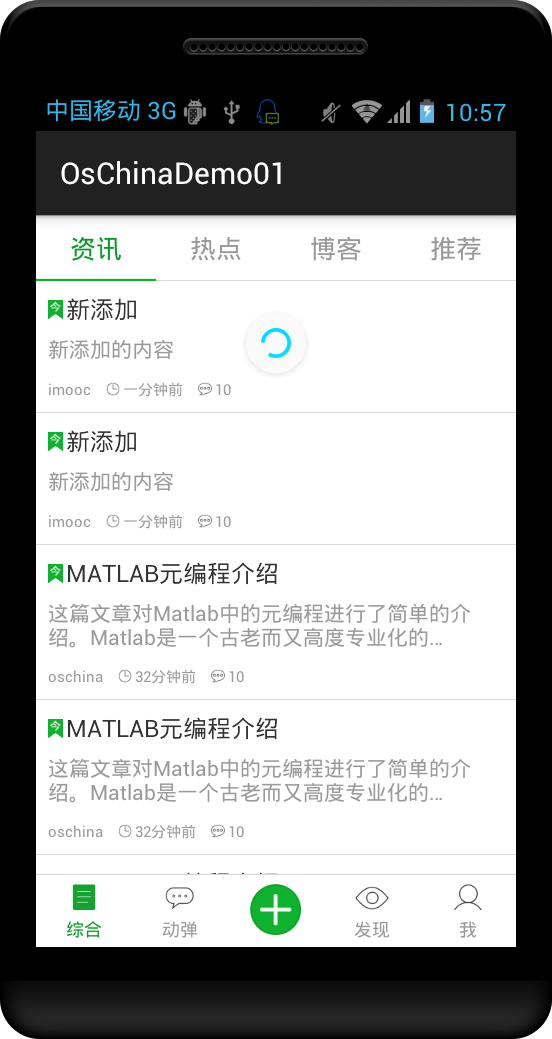 中国移动 3G 10:57
OsChinaDemo01
资讯 热点 博客 推荐
今 新添加
新添加的内容
imooc 一分钟前 10
今 新添加
新添加的内容
imooc 一分钟前 10
今 MATLAB元编程介绍
这篇文章对Matlab中的元编程进行了简单的介
绍。Matlab是一个古老而又高度专业化的...
oschina 32分钟前 10
今 MATLAB元编程介绍
这篇文章对Matlab中的元编程进行了简单的介
绍。Matlab是一个古老而又高度专业化的...
oschina 32分钟前 10
综合 动弹 发现 我